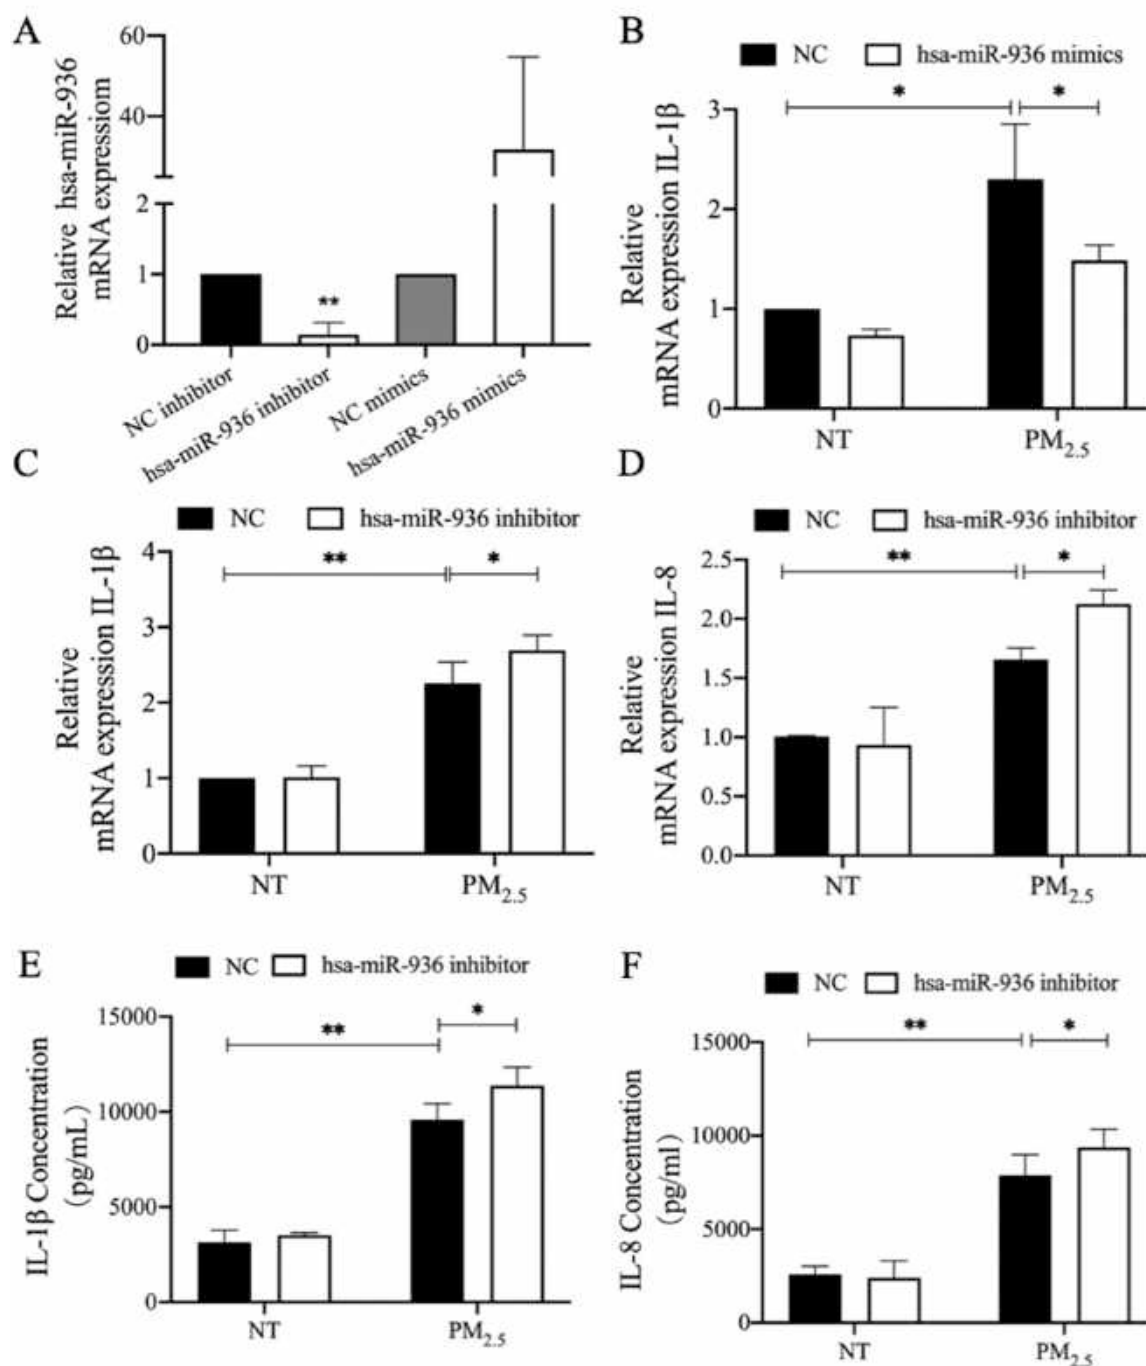 A
Relative hsa-miR-936
mRNA expressiom
60
40
2
1
0
**
NC inhibitor
hsa-miR-936 inhibitor
NC mimics
hsa-miR-936 mimics
B
NC
hsa-miR-936 mimics
*
*
Relative
mRNA expression IL-1β
3
2
1
0
NT
PM2.5
C
NC
hsa-miR-936 inhibitor
**
*
Relative
mRNA expression IL-1β
4
3
2
1
0
NT
PM2.5
D
NC
hsa-miR-936 inhibitor
**
*
Relative
mRNA expression IL-8
2.5
2.0
1.5
1.0
0.5
0.0
NT
PM2.5
E
NC
hsa-miR-936 inhibitor
**
*
IL-1β Concentration
(pg/mL)
15000
10000
5000
0
NT
PM2.5
F
NC
hsa-miR-936 inhibitor
**
*
IL-8 Concentration
(pg/ml)
15000
10000
5000
0
NT
PM2.5